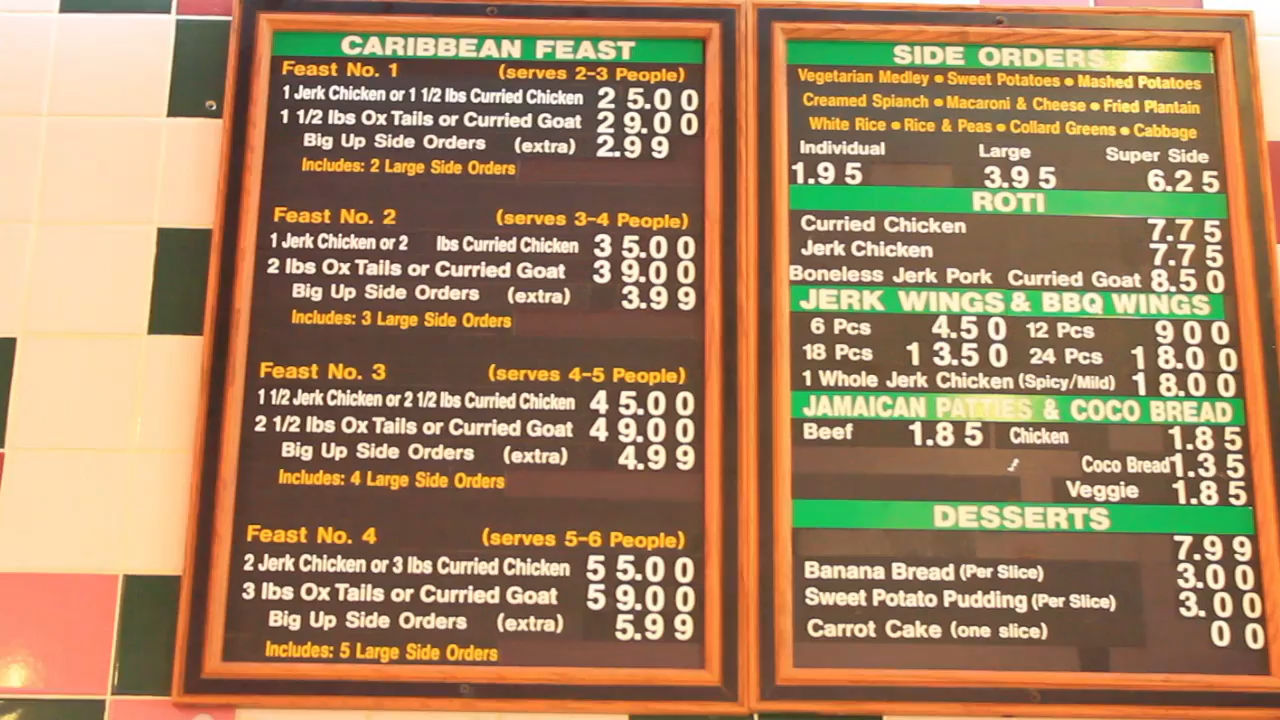 CARIBBEAN FEAST
Feast No. 1 (serves 2-3 People)
1 Jerk Chicken or 1 1/2 lbs Curried Chicken 25.00
1 1/2 lbs Ox Tails or Curried Goat 29.00
Big Up Side Orders (extra) 2.99
Includes: 2 Large Side Orders
Feast No. 2 (serves 3-4 People)
1 Jerk Chicken or 2 lbs Curried Chicken 35.00
2 lbs Ox Tails or Curried Goat 39.00
Big Up Side Orders (extra) 3.99
Includes: 3 Large Side Orders
Feast No. 3 (serves 4-5 People)
1 1/2 Jerk Chicken or 2 1/2 lbs Curried Chicken 45.00
2 1/2 lbs Ox Tails or Curried Goat 49.00
Big Up Side Orders (extra) 4.99
Includes: 4 Large Side Orders
Feast No. 4 (serves 5-6 People)
2 Jerk Chicken or 3 lbs Curried Chicken 55.00
3 lbs Ox Tails or Curried Goat 59.00
Big Up Side Orders (extra) 5.99
Includes: 5 Large Side Orders
SIDE ORDERS
Vegetarian Medley • Sweet Potatoes • Mashed Potatoes
Creamed Spianch • Macaroni & Cheese • Fried Plantain
White Rice • Rice & Peas • Collard Greens • Cabbage
Individual Large Super Side
1.95 3.95 6.25
ROTI
Curried Chicken 7.75
Jerk Chicken 7.75
Boneless Jerk Pork Curried Goat 8.50
JERK WINGS & BBQ WINGS
6 Pcs 4.50 12 Pcs 900
18 Pcs 13.50 24 Pcs 18.00
1 Whole Jerk Chicken (Spicy/Mild) 18.00
JAMAICAN PATTIES & COCO BREAD
Beef 1.85 Chicken 1.85
Coco Bread 1.35
Veggie 1.85
DESSERTS
7.99
Banana Bread (Per Slice) 3.00
Sweet Potato Pudding (Per Slice) 3.00
Carrot Cake (one slice) 00